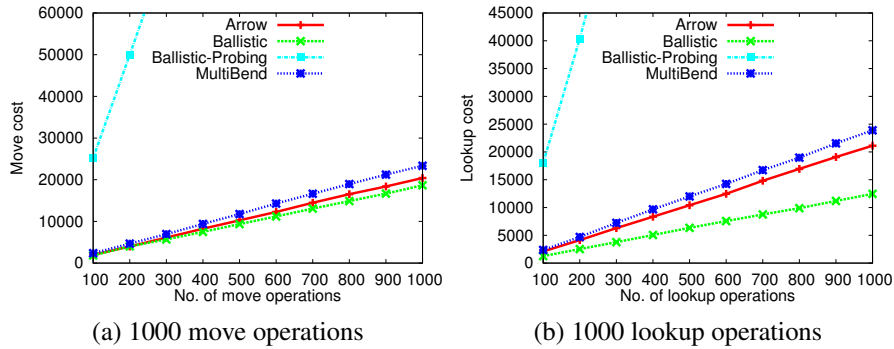 Move cost
60000
50000
40000
30000
20000
10000
0
100 200 300 400 500 600 700 800 900 1000
No. of move operations
Arrow
Ballistic
Ballistic-Probing
MultiBend
(a) 1000 move operations
Lookup cost
45000
40000
35000
30000
25000
20000
15000
10000
5000
0
100 200 300 400 500 600 700 800 900 1000
No. of lookup operations
Arrow
Ballistic
Ballistic-Probing
MultiBend
(b) 1000 lookup operations